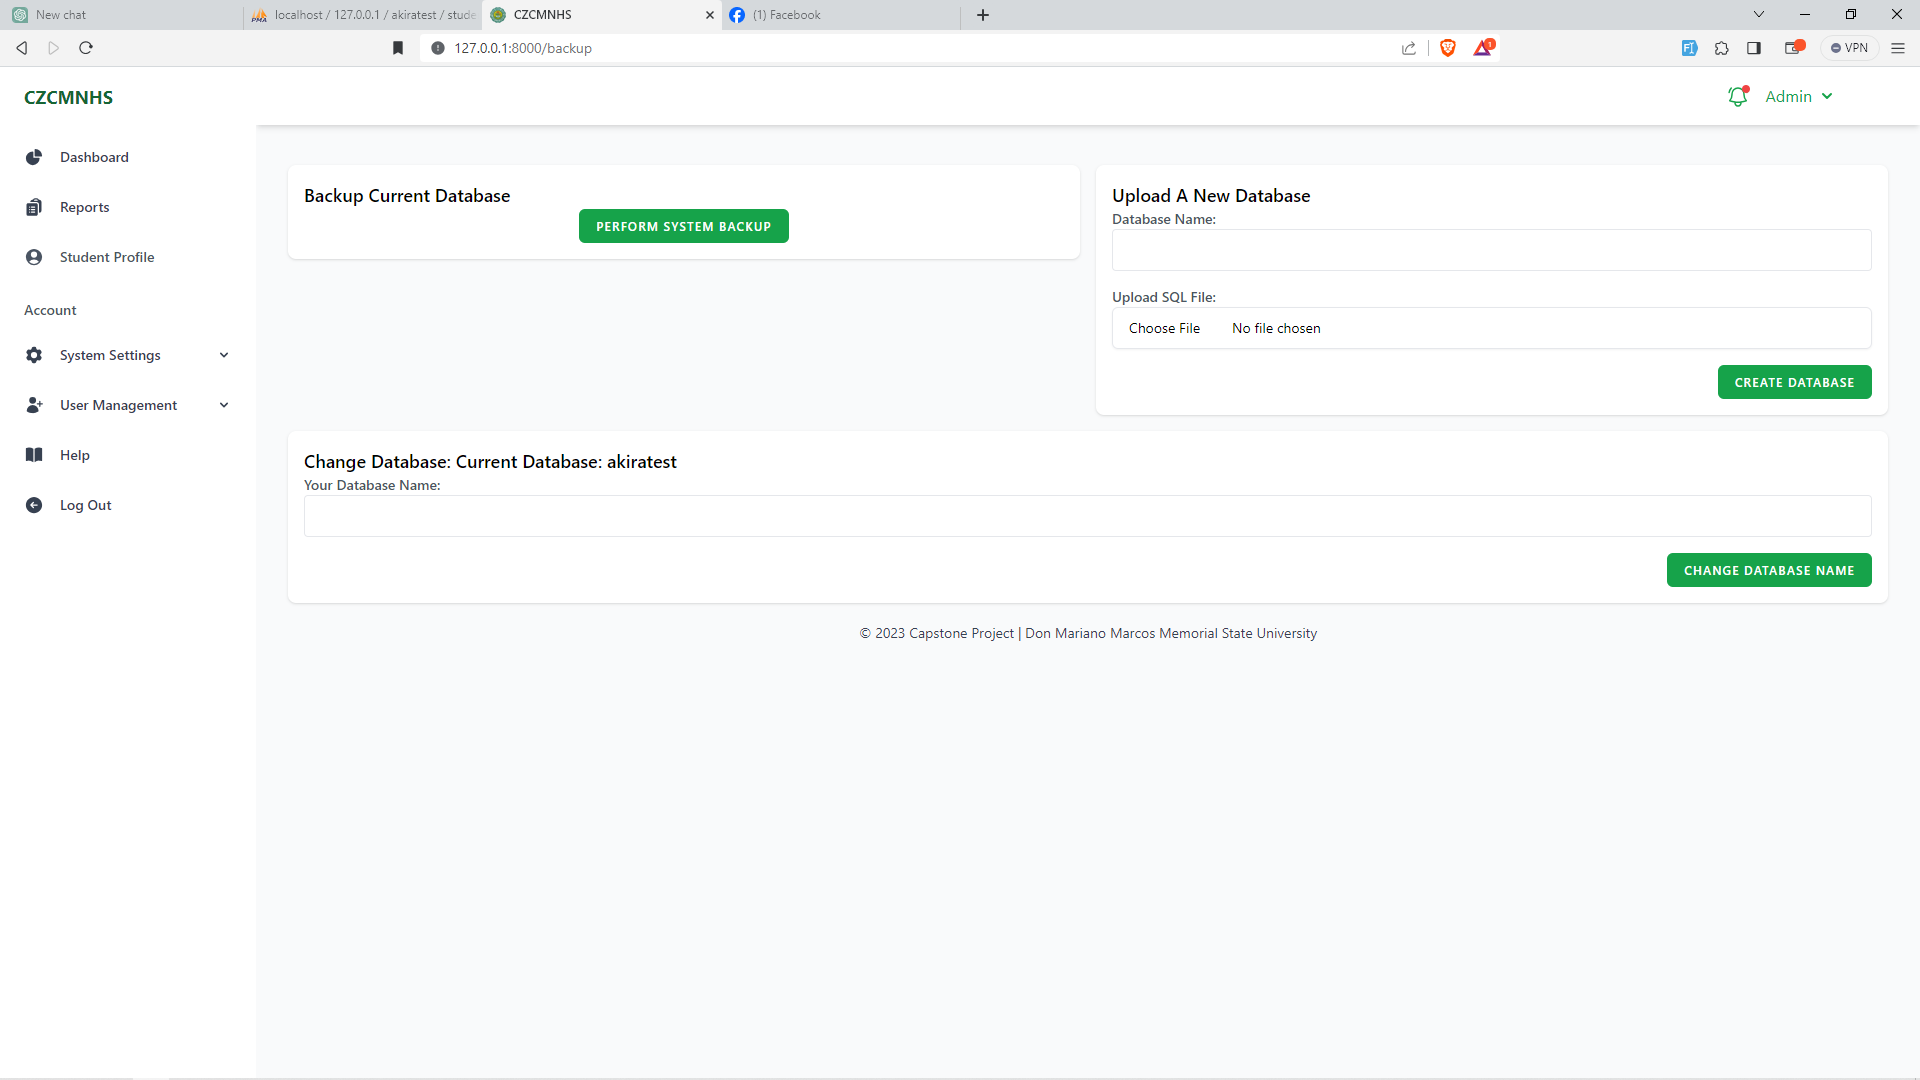 New chat
localhost / 127.0.0.1 / akiratest / stude
CZCMNHS
(1) Facebook
127.0.0.1:8000/backup
1
VPN
CZCMNHS
Admin
Dashboard
Reports
Student Profile
Account
System Settings
User Management
Help
Log Out
Backup Current Database
PERFORM SYSTEM BACKUP
Upload A New Database
Database Name:
Upload SQL File:
Choose File No file chosen
CREATE DATABASE
Change Database: Current Database: akiratest
Your Database Name:
CHANGE DATABASE NAME
© 2023 Capstone Project | Don Mariano Marcos Memorial State University